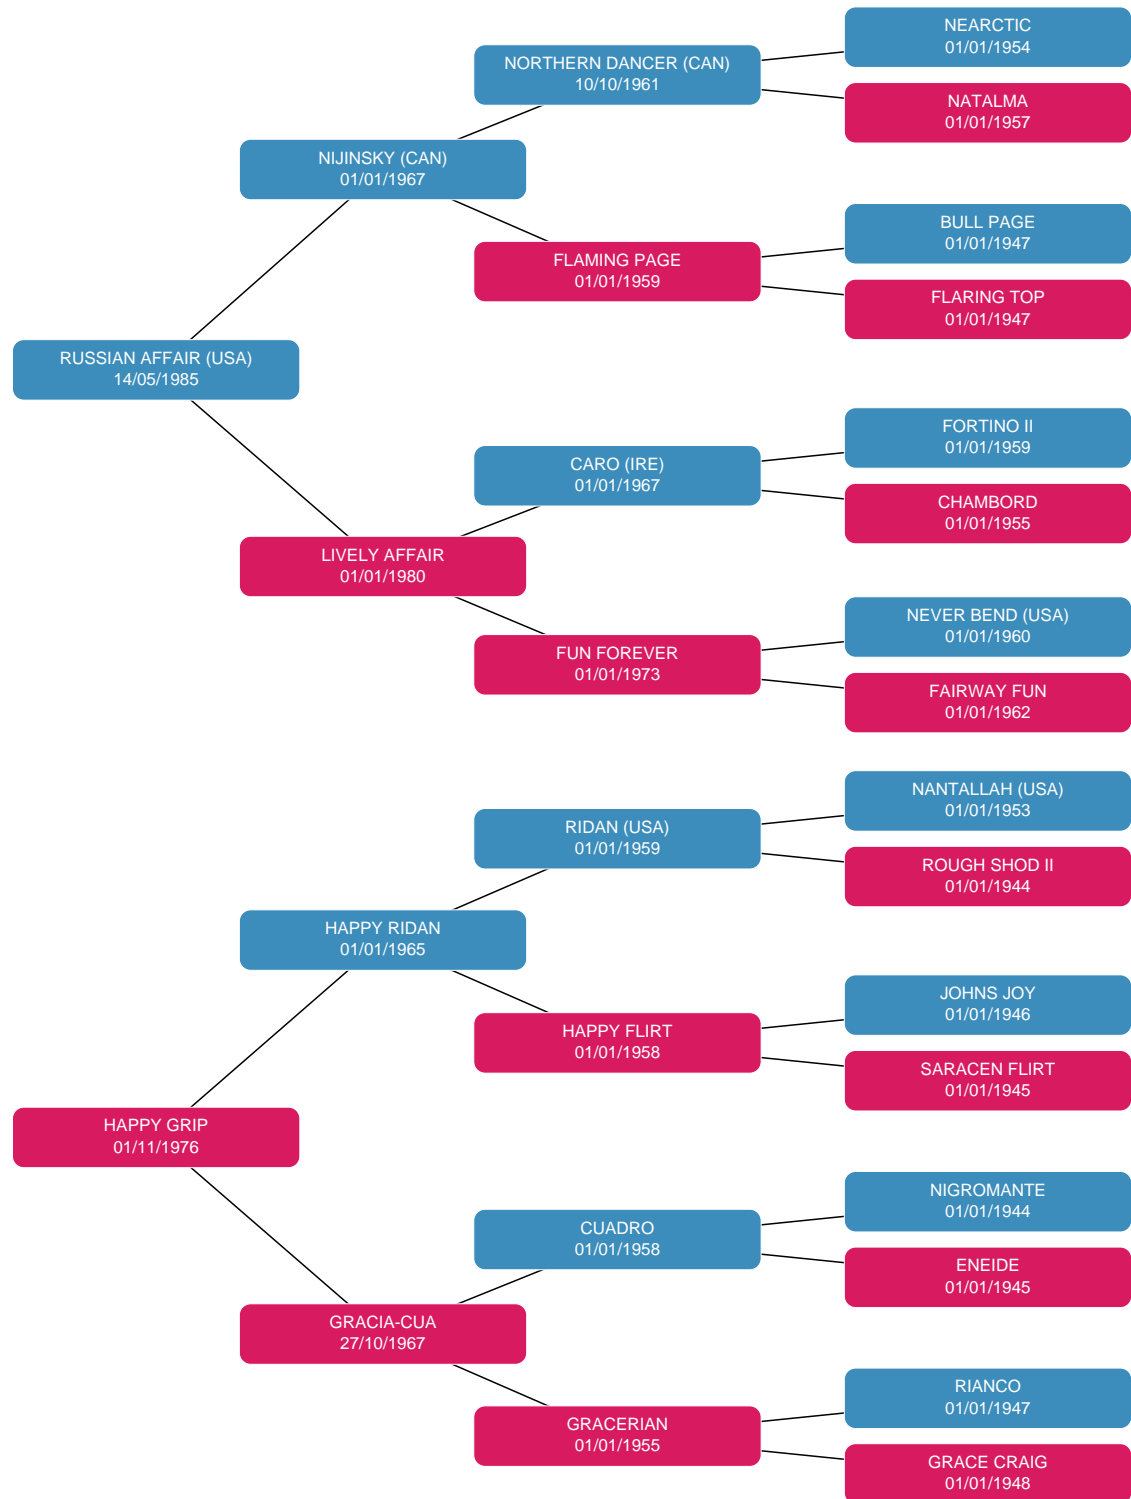 NEARCTIC
01/01/1954
NORTHERN DANCER (CAN)
10/10/1961
NATALMA
01/01/1957
NIJINSKY (CAN)
01/01/1967
BULL PAGE
01/01/1947
FLAMING PAGE
01/01/1959
FLARING TOP
01/01/1947
RUSSIAN AFFAIR (USA)
14/05/1985
FORTINO II
01/01/1959
CARO (IRE)
01/01/1967
CHAMBORD
01/01/1955
LIVELY AFFAIR
01/01/1980
NEVER BEND (USA)
01/01/1960
FUN FOREVER
01/01/1973
FAIRWAY FUN
01/01/1962
NANTALLAH (USA)
01/01/1953
RIDAN (USA)
01/01/1959
ROUGH SHOD II
01/01/1944
HAPPY RIDAN
01/01/1965
JOHNS JOY
01/01/1946
HAPPY FLIRT
01/01/1958
SARACEN FLIRT
01/01/1945
HAPPY GRIP
01/11/1976
NIGROMANTE
01/01/1944
CUADRO
01/01/1958
ENEIDE
01/01/1945
GRACIA-CUA
27/10/1967
RIANCO
01/01/1947
GRACERIAN
01/01/1955
GRACE CRAIG
01/01/1948